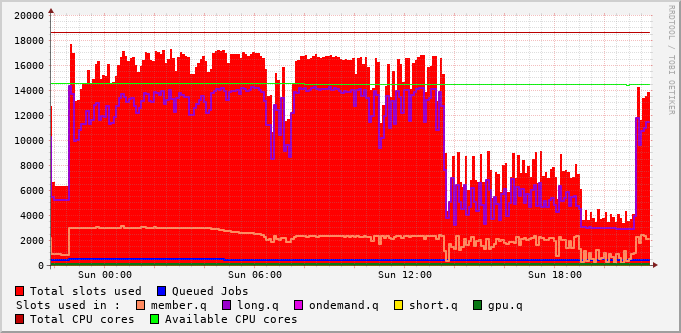 20000
18000
16000
14000
12000
10000
8000
6000
4000
2000
0
Sun 00:00 Sun 06:00 Sun 12:00 Sun 18:00
RRDTOOL / TOBI OETIKER
Total slots used Queued Jobs
Slots used in : member.q long.q ondemand.q short.q gpu.q
Total CPU cores Available CPU cores